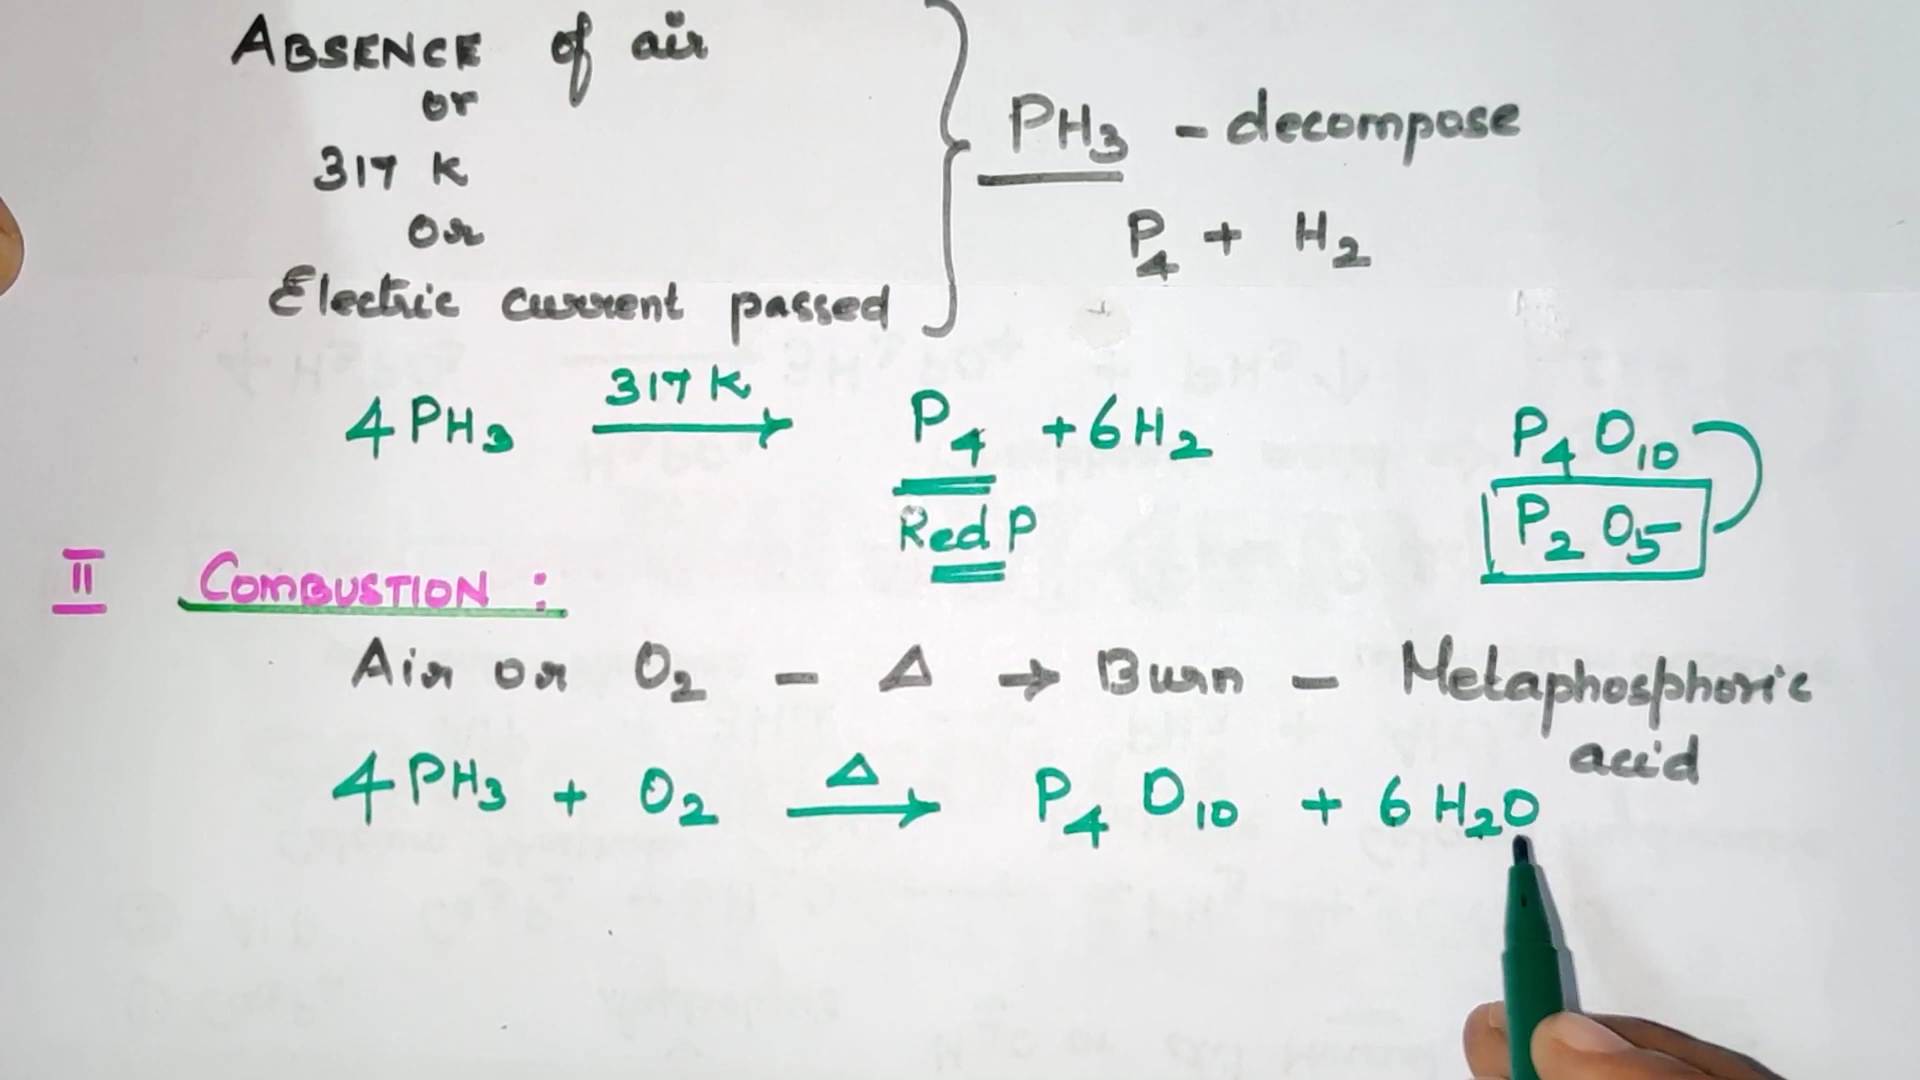 ABSENCE of air
or
317 K
or
Electric current passed
PH3 - decompose
P4 + H2
4PH3 317 K → P4 + 6H2
Red P
P4O10
P2O5
II COMBUSTION :
Air or O2 - Δ → Burn - Metaphosphoric
acid
4PH3 + O2 Δ → P4O10 + 6H2O